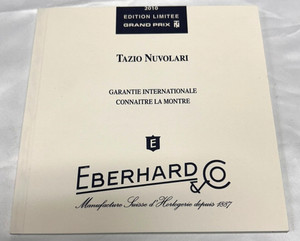 2010
EDITION LIMITEE
GRAND PRIX
TAZIO NUVOLARI
GARANTIE INTERNATIONALE
CONNAITRE LA MONTRE
E
EBERHARD & CO
Manufacture Suisse d'Horlogerie depuis 1887